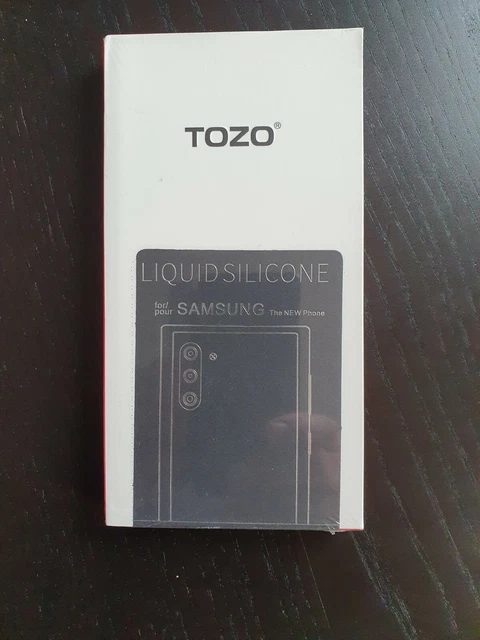 TOZO®
LIQUID SILICONE
for/ SAMSUNG The NEW Phone
pour